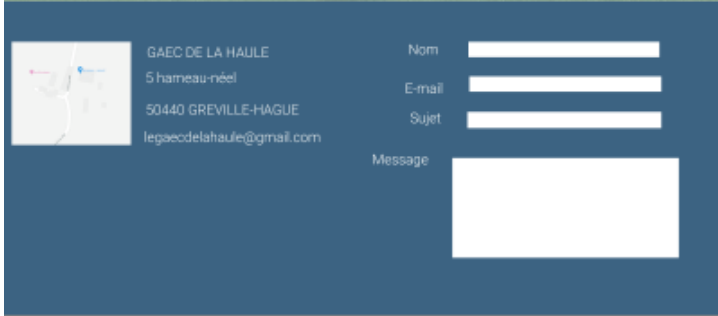 GAEC DE LA HAULE
5 hameau-néel
50440 GREVILLE-HAGUE
legaecdelahaule@gmail.com
Nom
E-mail
Sujet
Message